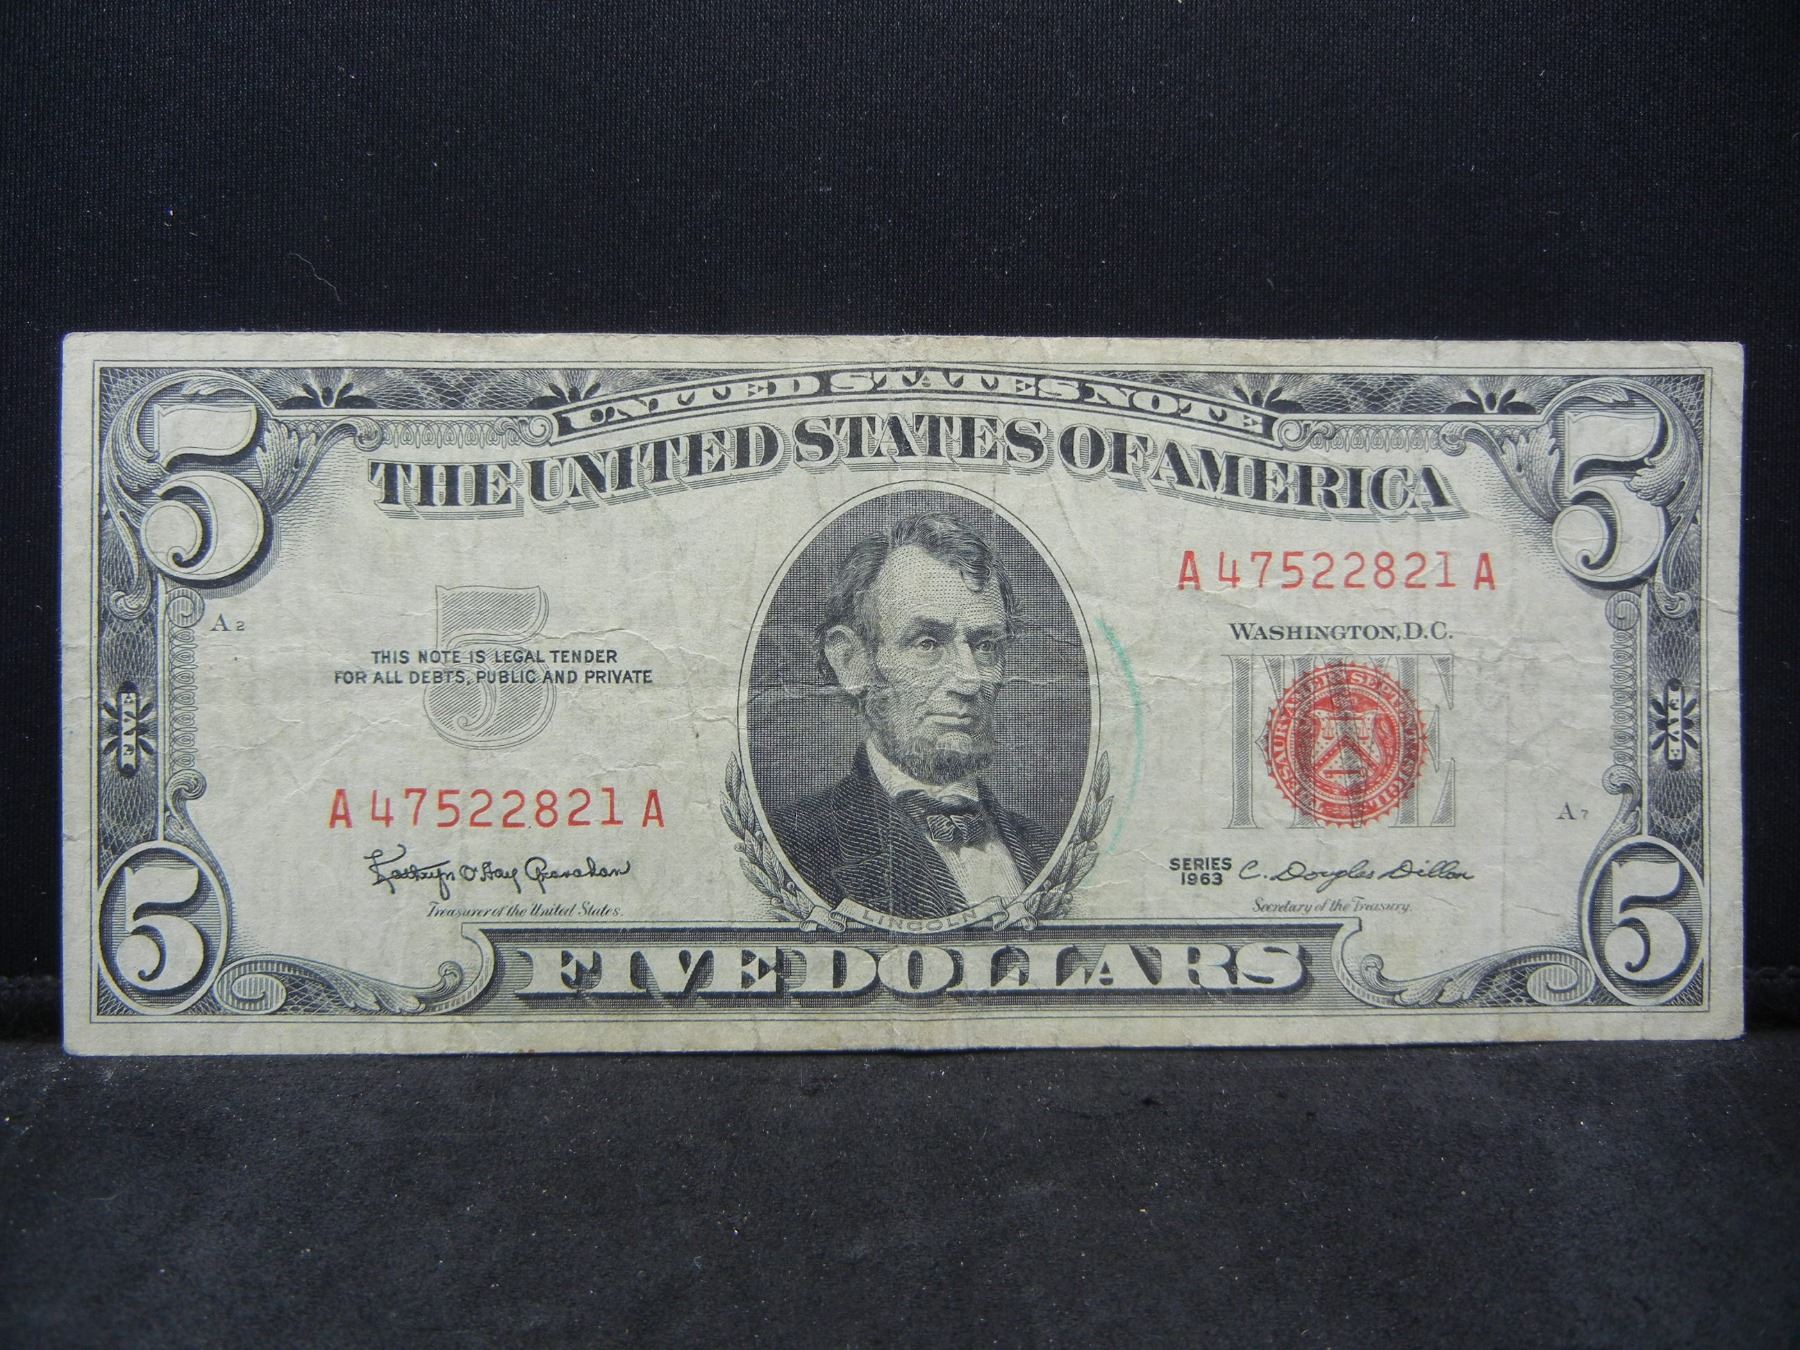 5 UNITED STATES NOTE 5
THE UNITED STATES OF AMERICA
A 47522821 A
A 2
WASHINGTON, D.C.
5
THIS NOTE IS LEGAL TENDER
FOR ALL DEBTS, PUBLIC AND PRIVATE
FIVE
FIVE
FIVE
A 47522821 A
A 7
Kathryn O'Hay Granahan
Treasurer of the United States.
SERIES
1963
C. Douglas Dillon
Secretary of the Treasury.
LINCOLN
5 FIVE DOLLARS 5